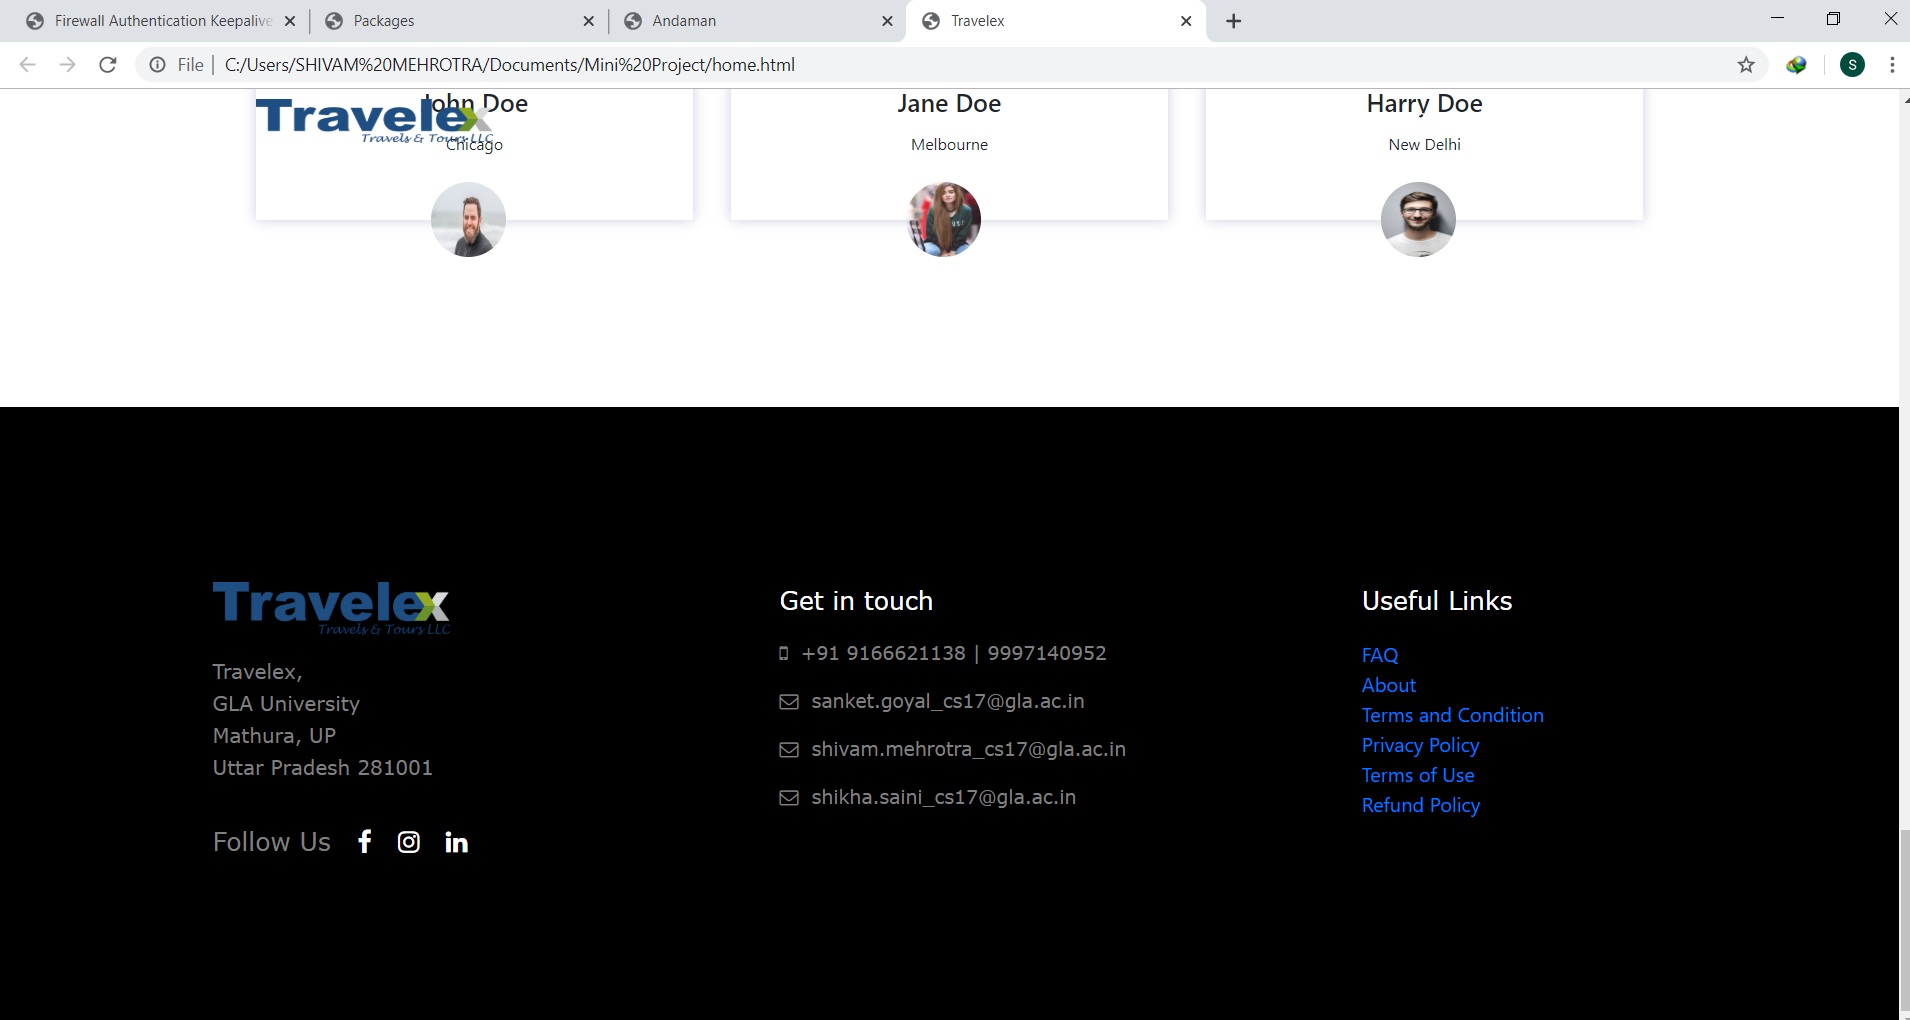 Firewall Authentication Keepalive
Packages
Andaman
Travelex
File | C:/Users/SHIVAM%20MEHROTRA/Documents/Mini%20Project/home.html
S
Travelex
Travels & Tours LLC
John Doe
Chicago
Jane Doe
Melbourne
Harry Doe
New Delhi
Travelex
Travels & Tours LLC
Travelex,
GLA University
Mathura, UP
Uttar Pradesh 281001
Follow Us
Get in touch
+91 9166621138 | 9997140952
sanket.goyal_cs17@gla.ac.in
shivam.mehrotra_cs17@gla.ac.in
shikha.saini_cs17@gla.ac.in
Useful Links
FAQ
About
Terms and Condition
Privacy Policy
Terms of Use
Refund Policy